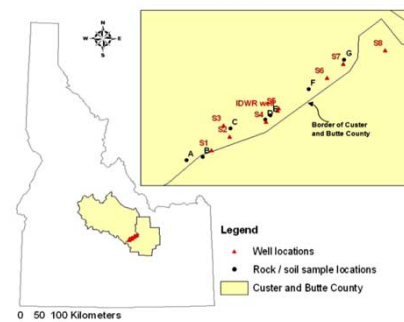 N
W
E
S
S8
S7
G
S6
F
S5
IDWR well
E
S4
D
S3
C
S2
S1
B
A
Border of Custer
and Butte County
Legend
Well locations
Rock / soil sample locations
Custer and Butte County
0 50 100 Kilometers